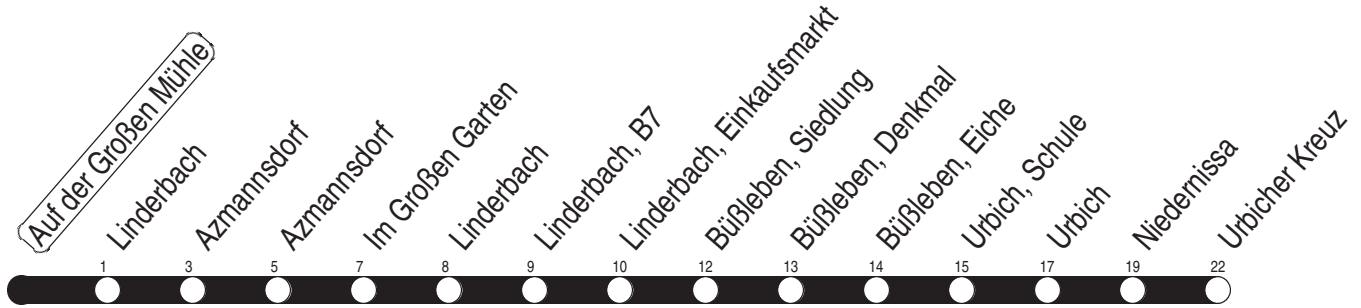 Auf der Großen Mühle
Linderbach
Azmannsdorf
Azmannsdorf
Im Großen Garten
Linderbach
Linderbach, B7
Linderbach, Einkaufsmarkt
Büßleben, Siedlung
Büßleben, Denkmal
Büßleben, Eiche
Urbich, Schule
Urbich
Niedernissa
Urbicher Kreuz
1 3 5 7 8 9 10 12 13 14 15 17 19 22